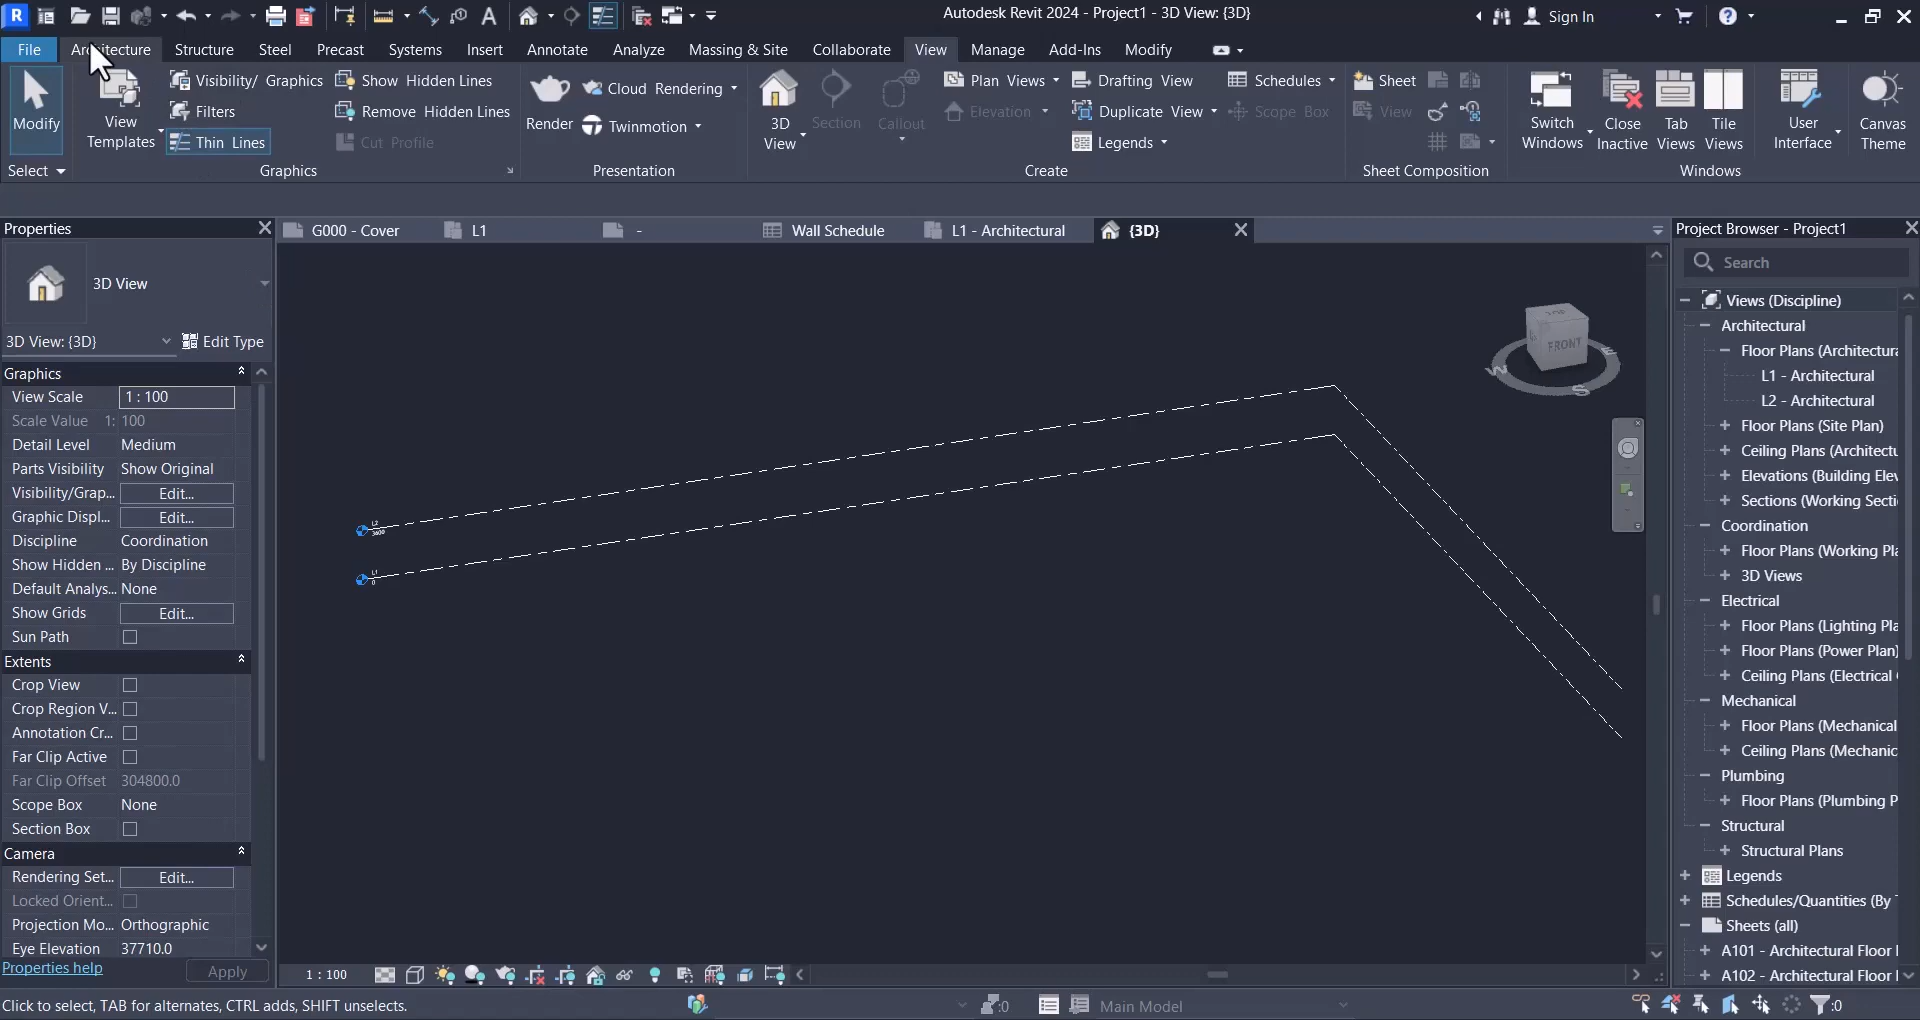 Autodesk Revit 2024 - Project1 - 3D View: {3D}
Sign In
File Architecture Structure Steel Precast Systems Insert Annotate Analyze Massing & Site Collaborate View Manage Add-Ins Modify
Modify
View Templates
Visibility/ Graphics
Filters
Thin Lines
Show Hidden Lines
Remove Hidden Lines
Cut Profile
Render
Cloud Rendering
Twinmotion
3D View
Section
Callout
Plan Views
Elevation
Drafting View
Duplicate View
Legends
Schedules
Scope Box
Sheet
View
Switch Windows
Close Inactive
Tab Views
Tile Views
User Interface
Canvas Theme
Select Graphics Presentation Create Sheet Composition Windows
Properties
G000 - Cover
L1
-
Wall Schedule
L1 - Architectural
{3D}
Project Browser - Project1
3D View
3D View: {3D}
Edit Type
Graphics
View Scale 1 : 100
Scale Value 1: 100
Detail Level Medium
Parts Visibility Show Original
Visibility/Grap... Edit...
Graphic Displ... Edit...
Discipline Coordination
Show Hidden ... By Discipline
Default Analys... None
Show Grids Edit...
Sun Path
Extents
Crop View
Crop Region V...
Annotation Cr...
Far Clip Active
Far Clip Offset 304800.0
Scope Box None
Section Box
Camera
Rendering Set... Edit...
Locked Orient...
Projection Mo... Orthographic
Eye Elevation 37710.0
Properties help
Apply
FRONT
W
S
E
L2
L1
0
Search
Views (Discipline)
Architectural
Floor Plans (Architectura
L1 - Architectural
L2 - Architectural
Floor Plans (Site Plan)
Ceiling Plans (Architectu
Elevations (Building Elev
Sections (Working Secti
Coordination
Floor Plans (Working Pla
3D Views
Electrical
Floor Plans (Lighting Pla
Floor Plans (Power Plan)
Ceiling Plans (Electrical
Mechanical
Floor Plans (Mechanical
Ceiling Plans (Mechanic
Plumbing
Floor Plans (Plumbing P
Structural
Structural Plans
Legends
Schedules/Quantities (By
Sheets (all)
A101 - Architectural Floor
A102 - Architectural Floor
1 : 100
Click to select, TAB for alternates, CTRL adds, SHIFT unselects.
:0
Main Model
:0